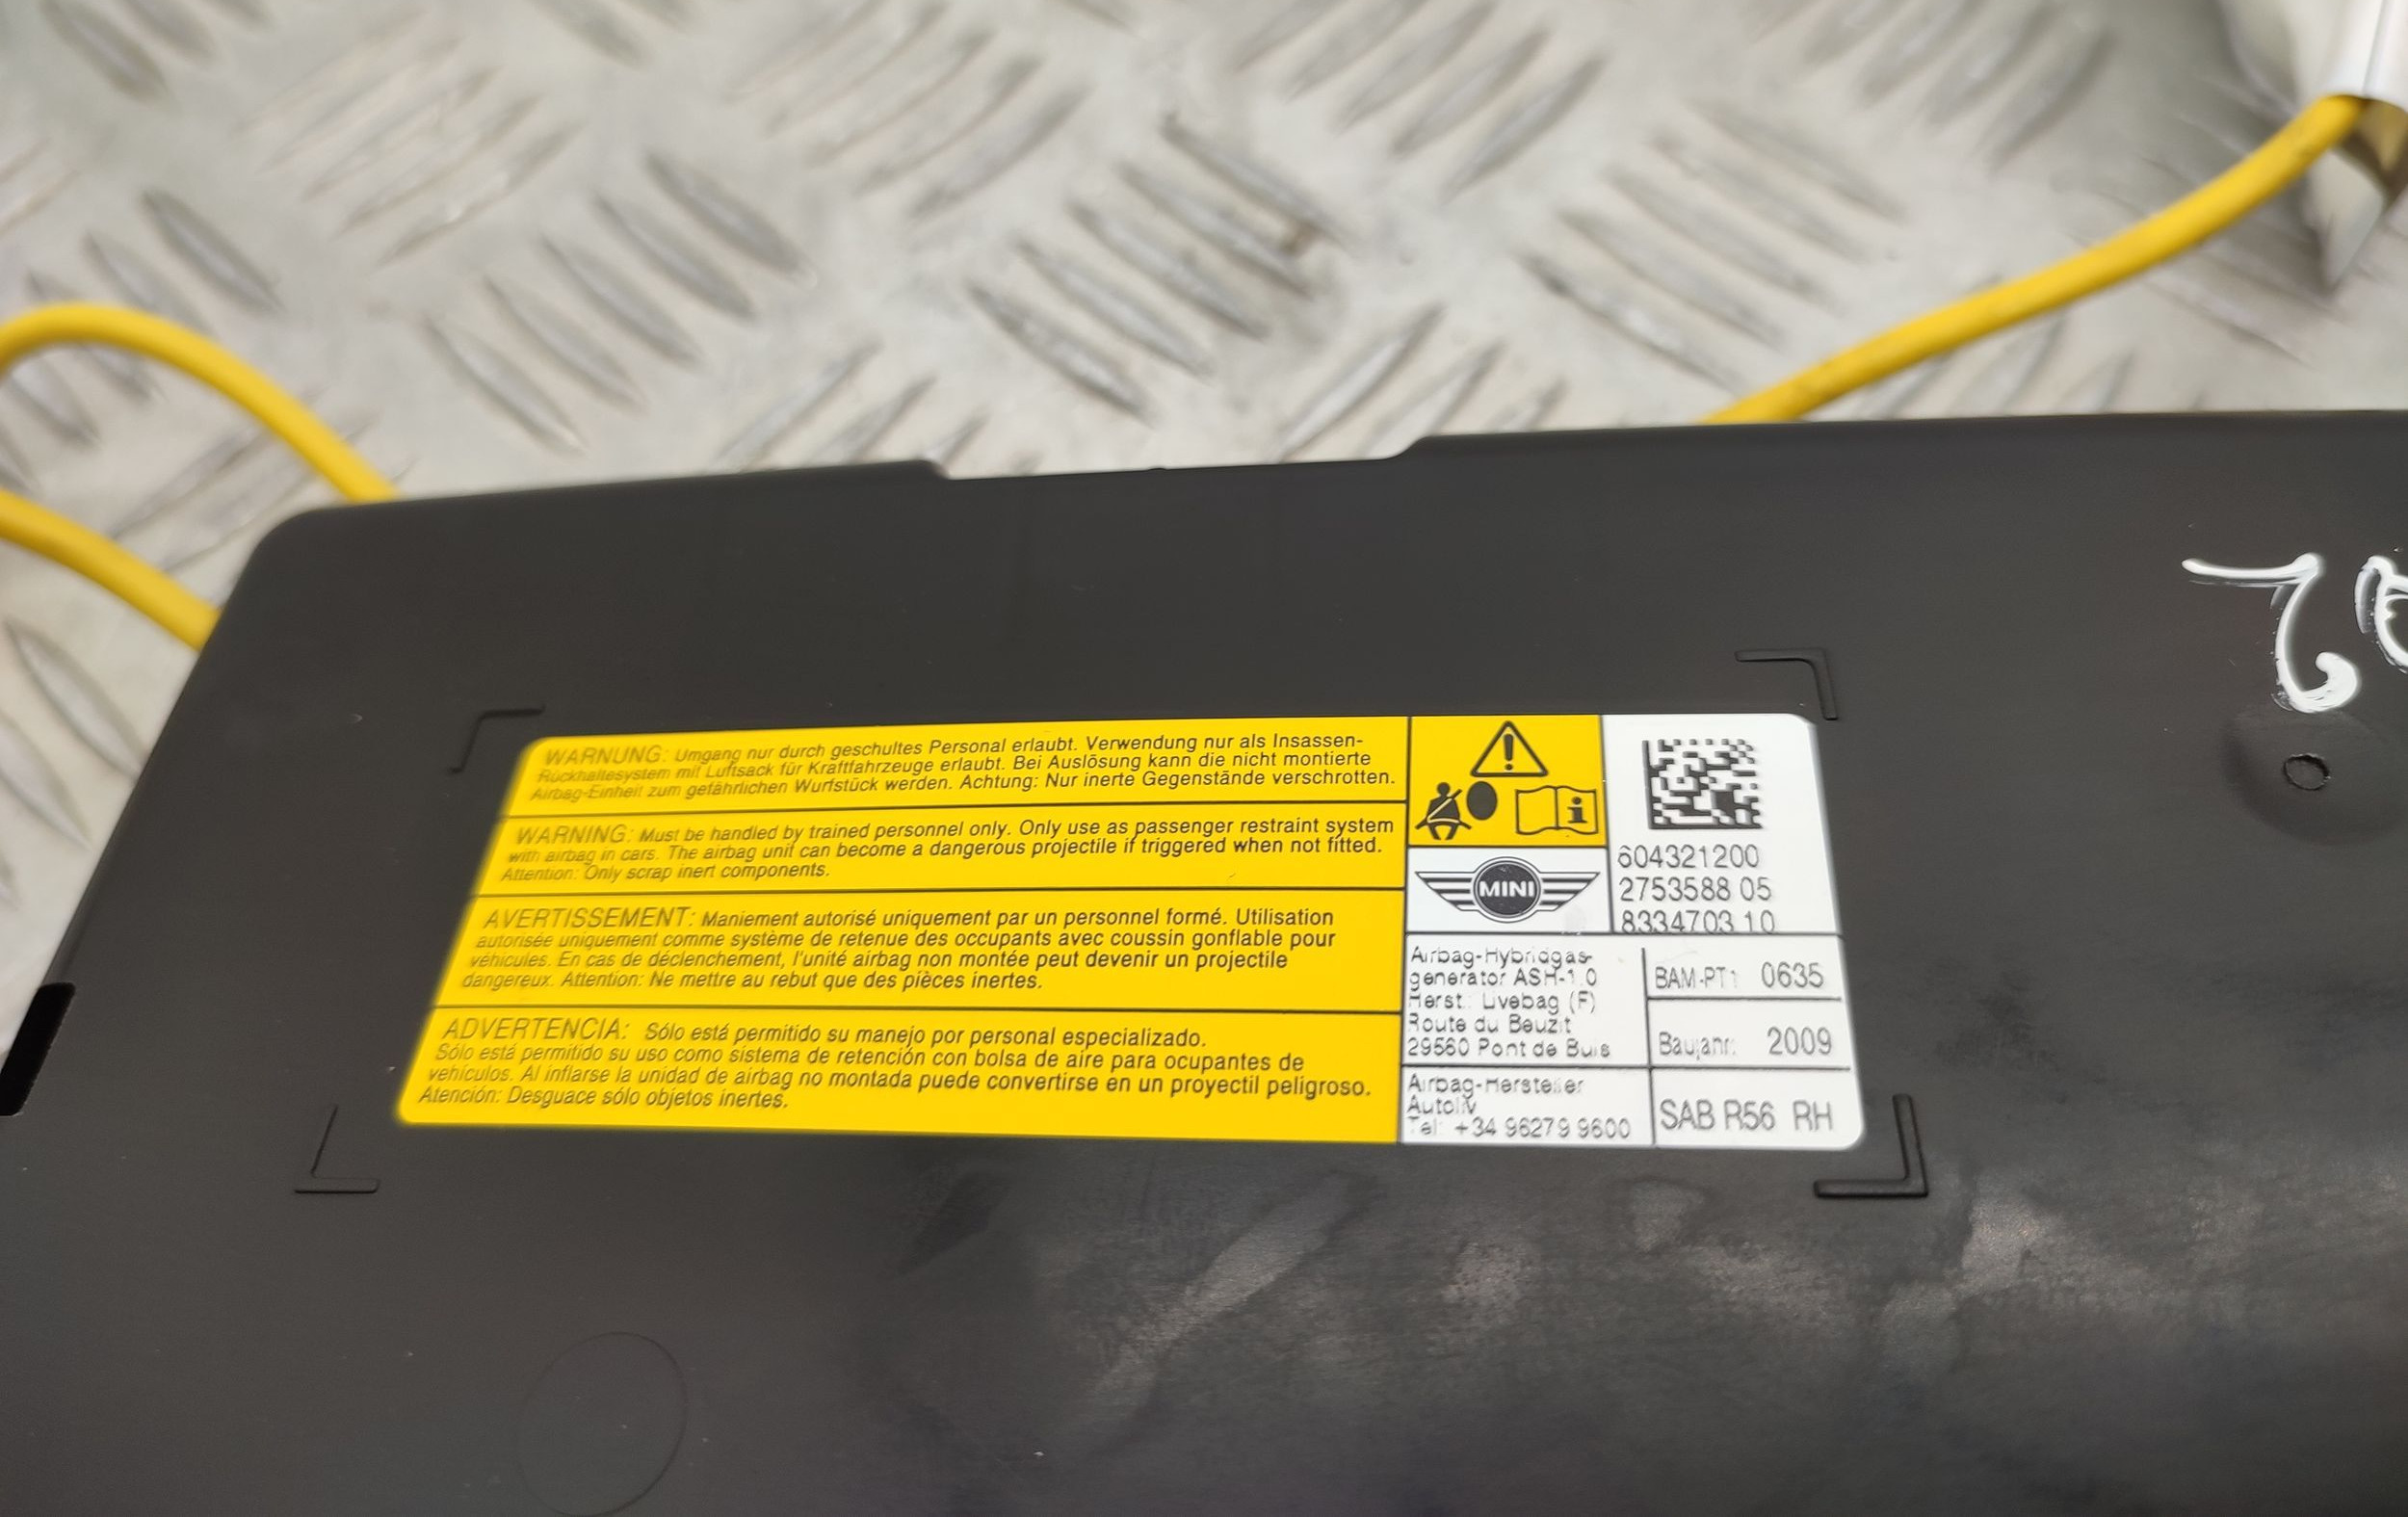 WARNUNG: Umgang nur durch geschultes Personal erlaubt. Verwendung nur als Insassen-
Rückhaltesystem mit Luftsack für Kraftfahrzeuge erlaubt. Bei Auslösung kann die nicht montierte
Airbag-Einheit zum gefährlichen Wurfstück werden. Achtung: Nur inerte Gegenstände verschrotten.
WARNING: Must be handled by trained personnel only. Only use as passenger restraint system
with airbag in cars. The airbag unit can become a dangerous projectile if triggered when not fitted.
Attention: Only scrap inert components.
AVERTISSEMENT: Maniement autorisé uniquement par un personnel formé. Utilisation
autorisée uniquement comme système de retenue des occupants avec coussin gonflable pour
véhicules. En cas de déclenchement, l'unité airbag non montée peut devenir un projectile
dangereux. Attention: Ne mettre au rebut que des pièces inertes.
ADVERTENCIA: Sólo está permitido su manejo por personal especializado.
Sólo está permitido su uso como sistema de retención con bolsa de aire para ocupantes de
vehículos. Al inflarse la unidad de airbag no montada puede convertirse en un proyectil peligroso.
Atención: Desguace sólo objetos inertes.
MINI
604321200
2753588 05
8334703 10
Airbag-Hybridgas-
generator ASH-1.0
Herst.: Livebag (F)
Route du Beuzit
29560 Pont de Buis
BAM-PT1 0635
Baujahr: 2009
Airbag-Hersteller
Autoliv
Tel: +34 96279 9600
SAB R56 RH